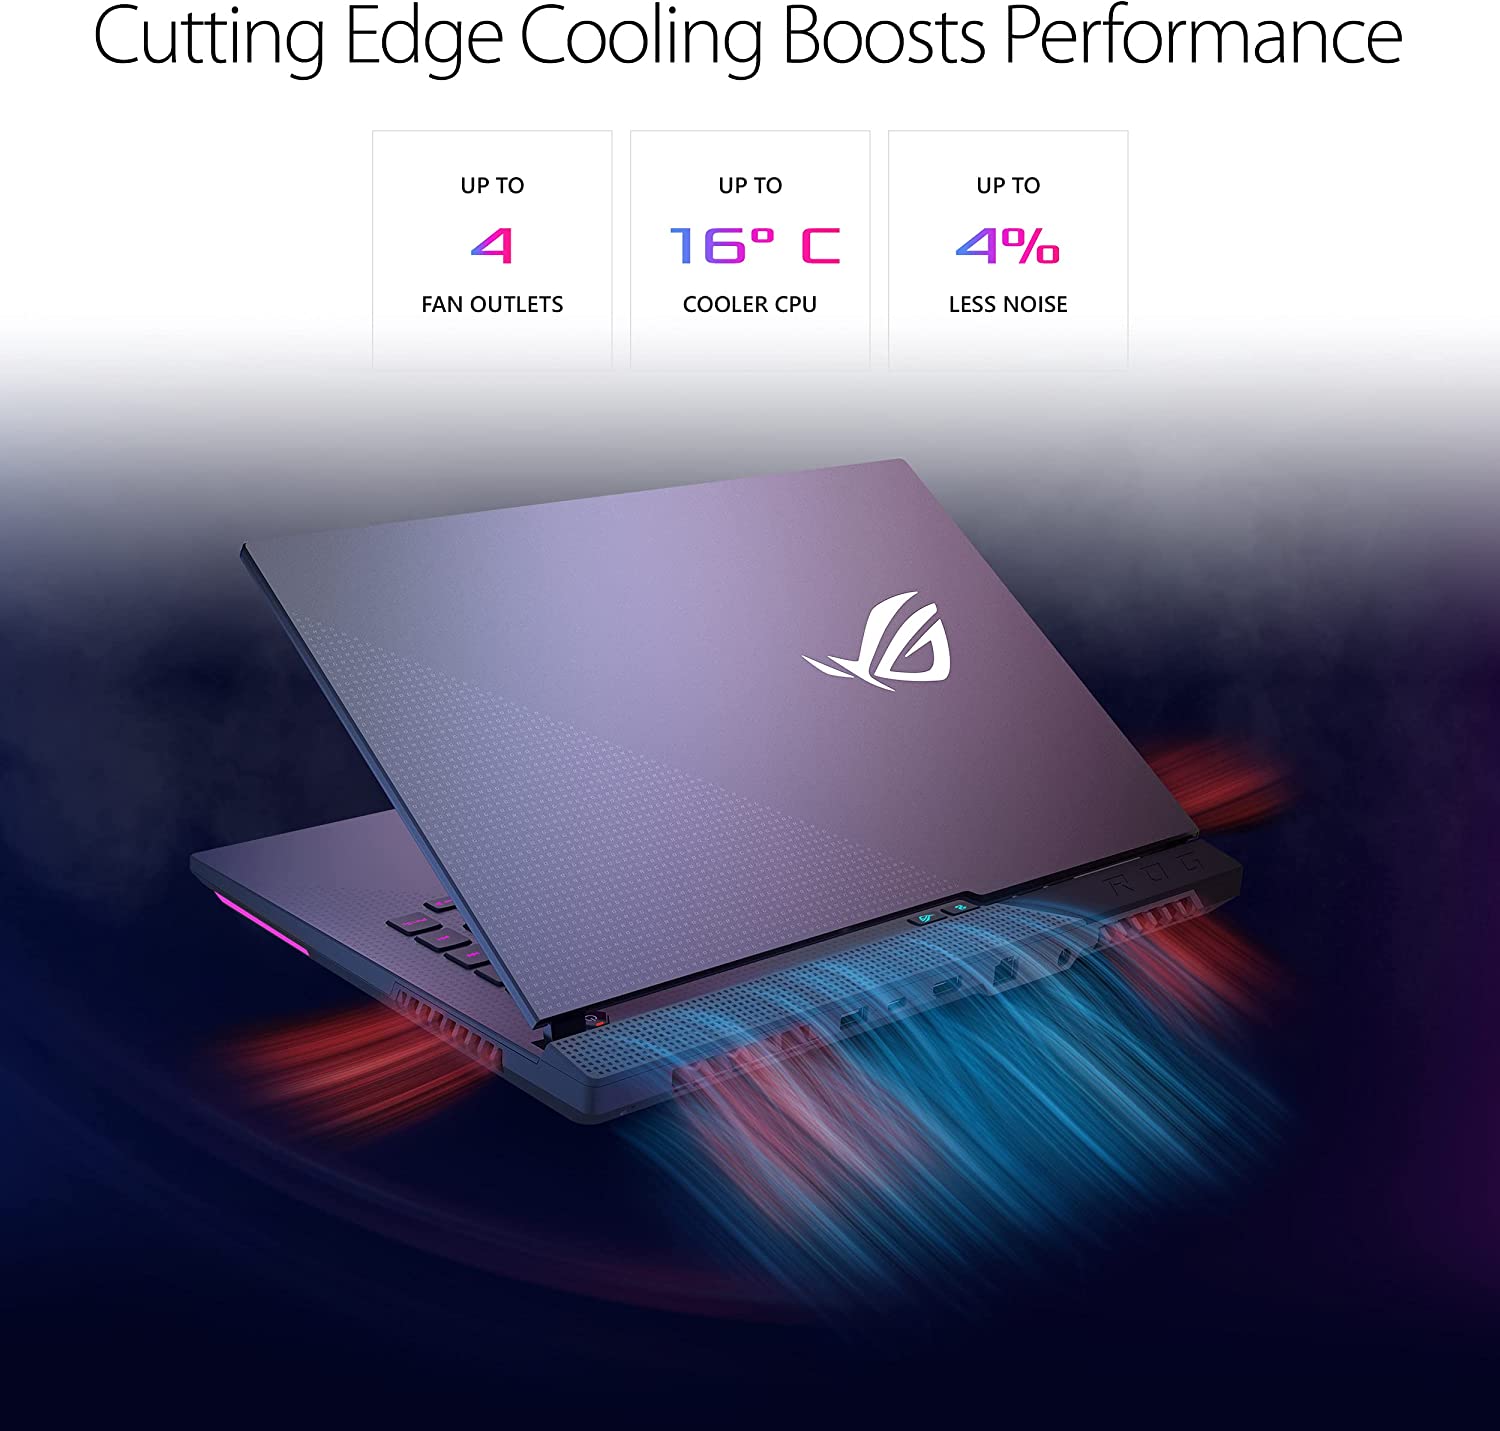 Cutting Edge Cooling Boosts Performance
UP TO
4
FAN OUTLETS
UP TO
16° C
COOLER CPU
UP TO
4%
LESS NOISE
ROG